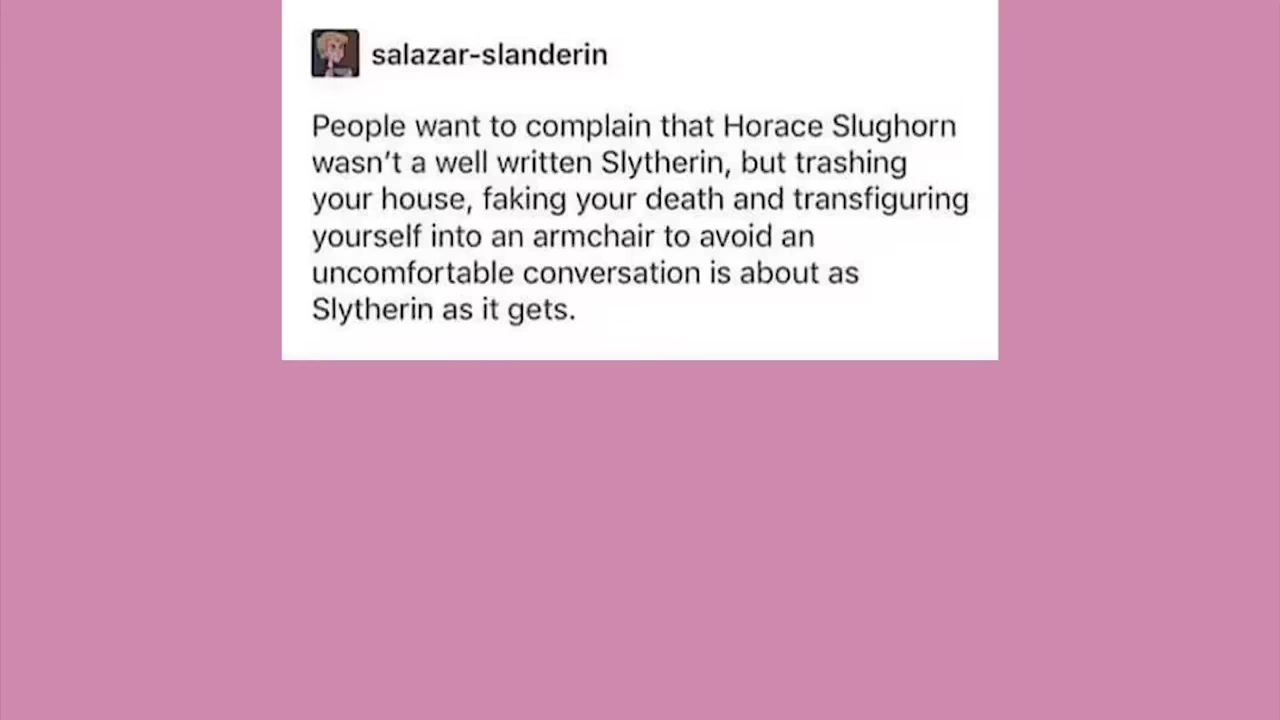 salazar-slanderin
People want to complain that Horace Slughorn
wasn't a well written Slytherin, but trashing
your house, faking your death and transfiguring
yourself into an armchair to avoid an
uncomfortable conversation is about as
Slytherin as it gets.